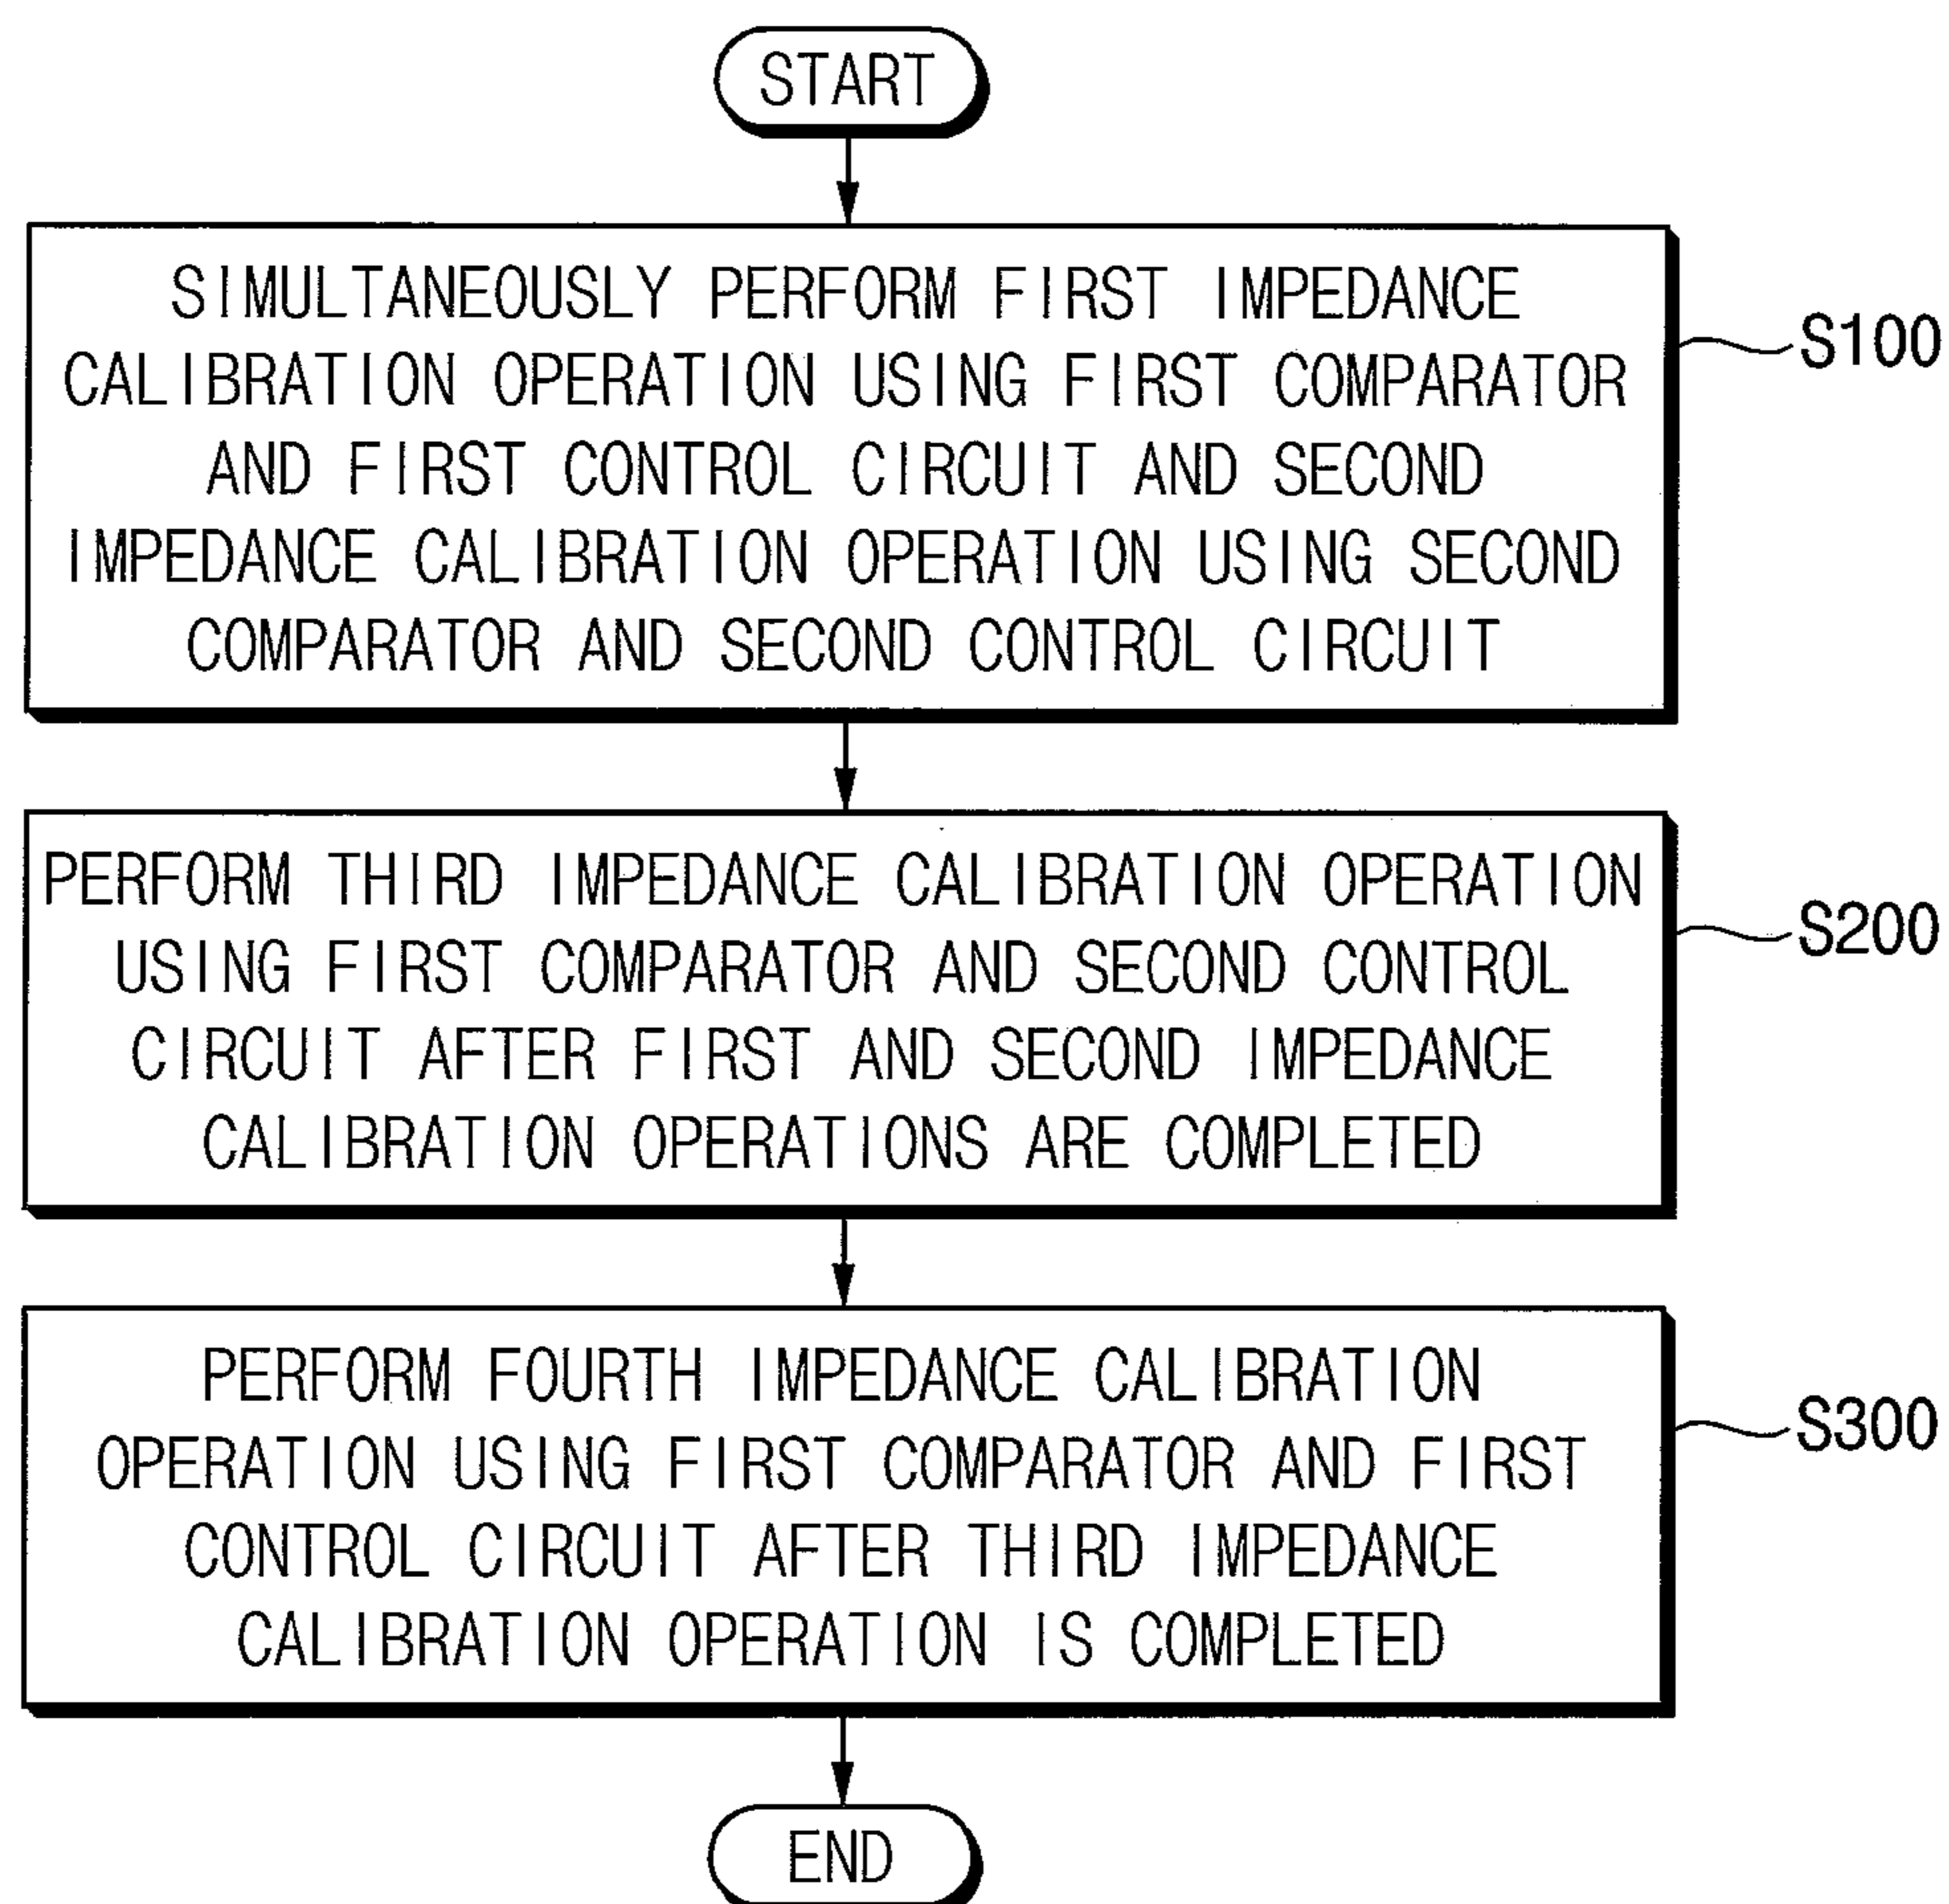 START
SIMULTANEOUSLY PERFORM FIRST IMPEDANCE
CALIBRATION OPERATION USING FIRST COMPARATOR
AND FIRST CONTROL CIRCUIT AND SECOND
IMPEDANCE CALIBRATION OPERATION USING SECOND
COMPARATOR AND SECOND CONTROL CIRCUIT
S100
PERFORM THIRD IMPEDANCE CALIBRATION OPERATION
USING FIRST COMPARATOR AND SECOND CONTROL
CIRCUIT AFTER FIRST AND SECOND IMPEDANCE
CALIBRATION OPERATIONS ARE COMPLETED
S200
PERFORM FOURTH IMPEDANCE CALIBRATION
OPERATION USING FIRST COMPARATOR AND FIRST
CONTROL CIRCUIT AFTER THIRD IMPEDANCE
CALIBRATION OPERATION IS COMPLETED
S300
END